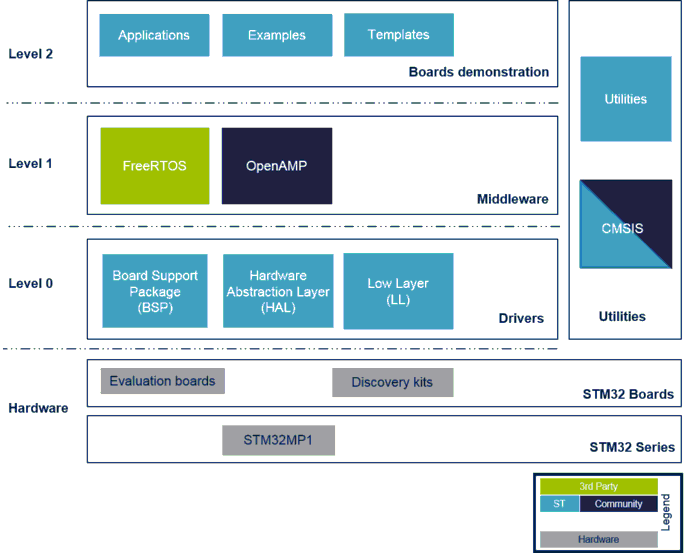 Level 2
Applications
Examples
Templates
Boards demonstration
Level 1
FreeRTOS
OpenAMP
Middleware
Level 0
Board Support
Package
(BSP)
Hardware
Abstraction Layer
(HAL)
Low Layer
(LL)
Drivers
Utilities
CMSIS
Utilities
Hardware
Evaluation boards
Discovery kits
STM32 Boards
STM32MP1
STM32 Series
3rd Party
ST
Community
Hardware
Legend